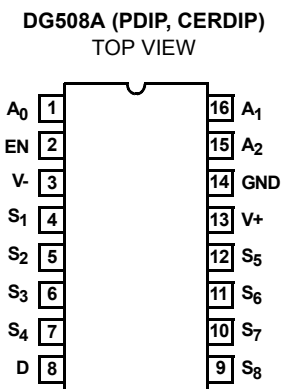 DG508A (PDIP, CERDIP)
TOP VIEW
A0 1 16 A1
EN 2 15 A2
V- 3 14 GND
S1 4 13 V+
S2 5 12 S5
S3 6 11 S6
S4 7 10 S7
D 8 9 S8